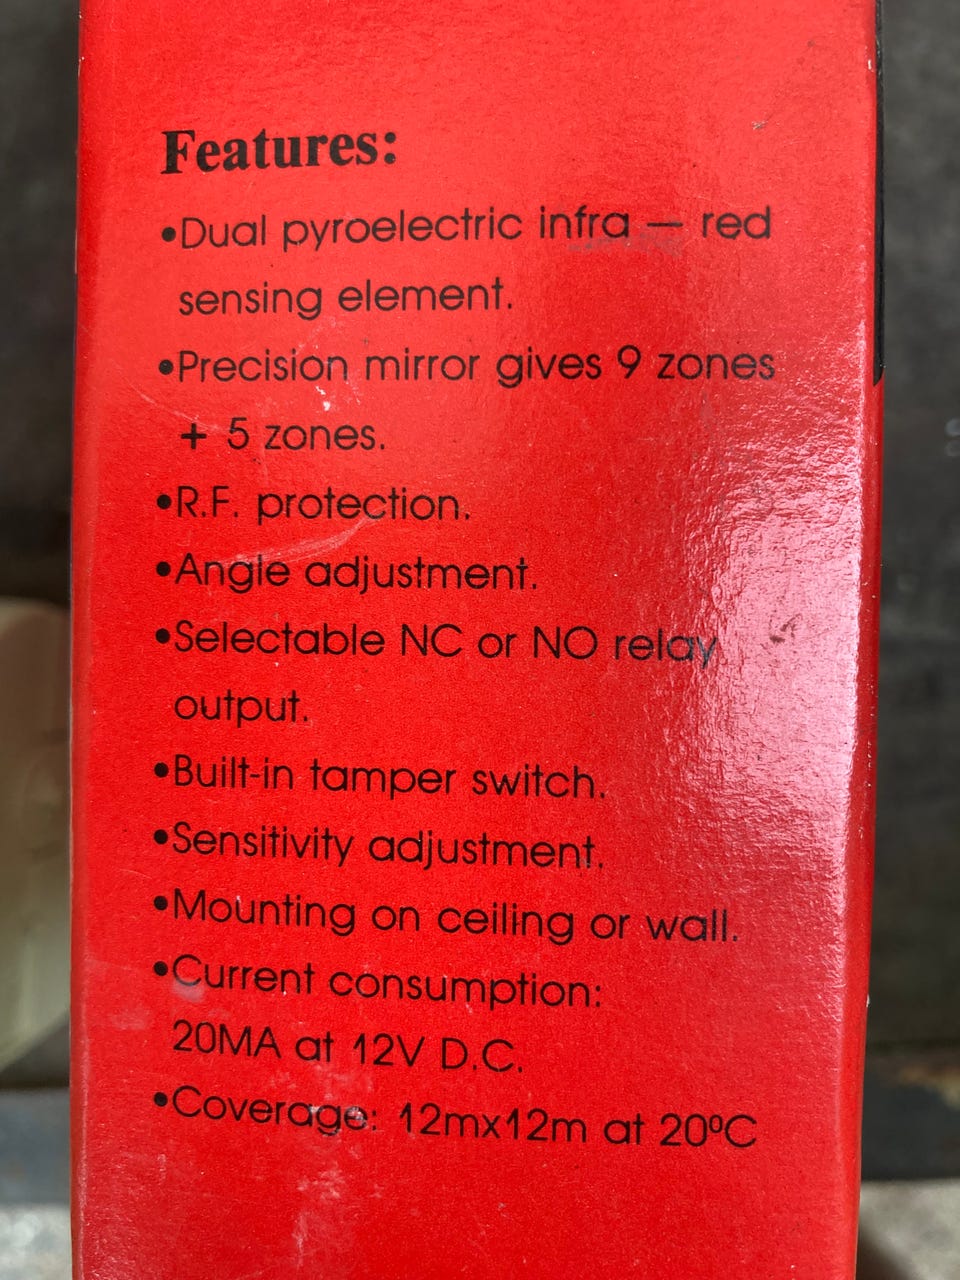 Features:
•Dual pyroelectric infra — red
sensing element.
•Precision mirror gives 9 zones
+ 5 zones.
•R.F. protection.
•Angle adjustment.
•Selectable NC or NO relay
output.
•Built-in tamper switch.
•Sensitivity adjustment.
•Mounting on ceiling or wall.
•Current consumption:
20MA at 12V D.C.
•Coverage: 12mx12m at 20ºC